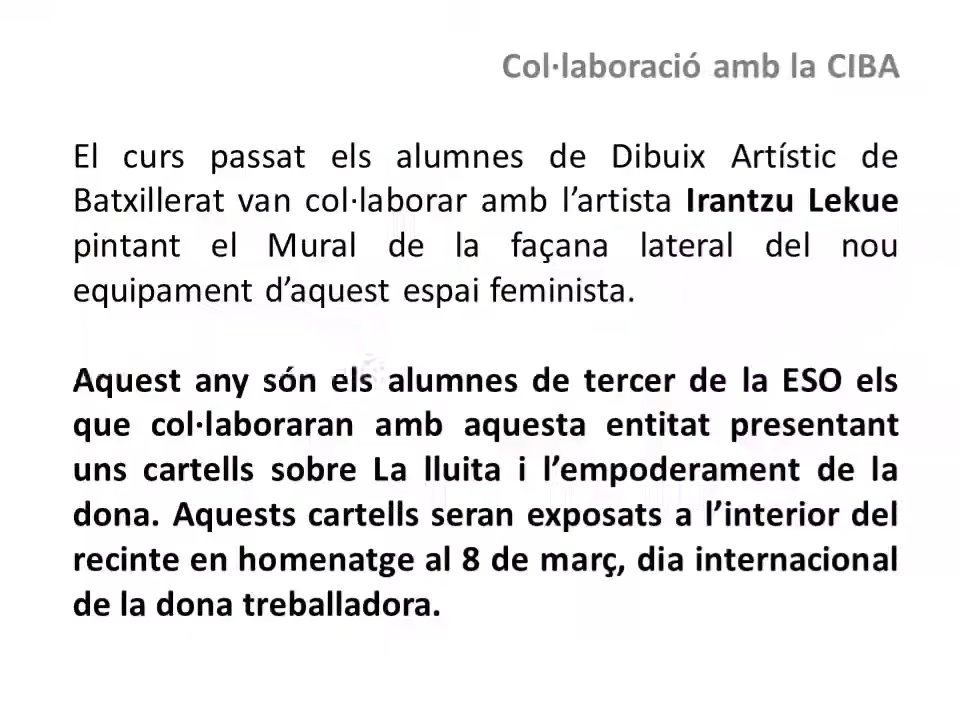 Col·laboració amb la CIBA
El curs passat els alumnes de Dibuix Artístic de
Batxillerat van col·laborar amb l’artista Irantzu Lekue
pintant el Mural de la façana lateral del nou
equipament d’aquest espai feminista.
Aquest any són els alumnes de tercer de la ESO els
que col·laboraran amb aquesta entitat presentant
uns cartells sobre La lluita i l’empoderament de la
dona. Aquests cartells seran exposats a l’interior del
recinte en homenatge al 8 de març, dia internacional
de la dona treballadora.